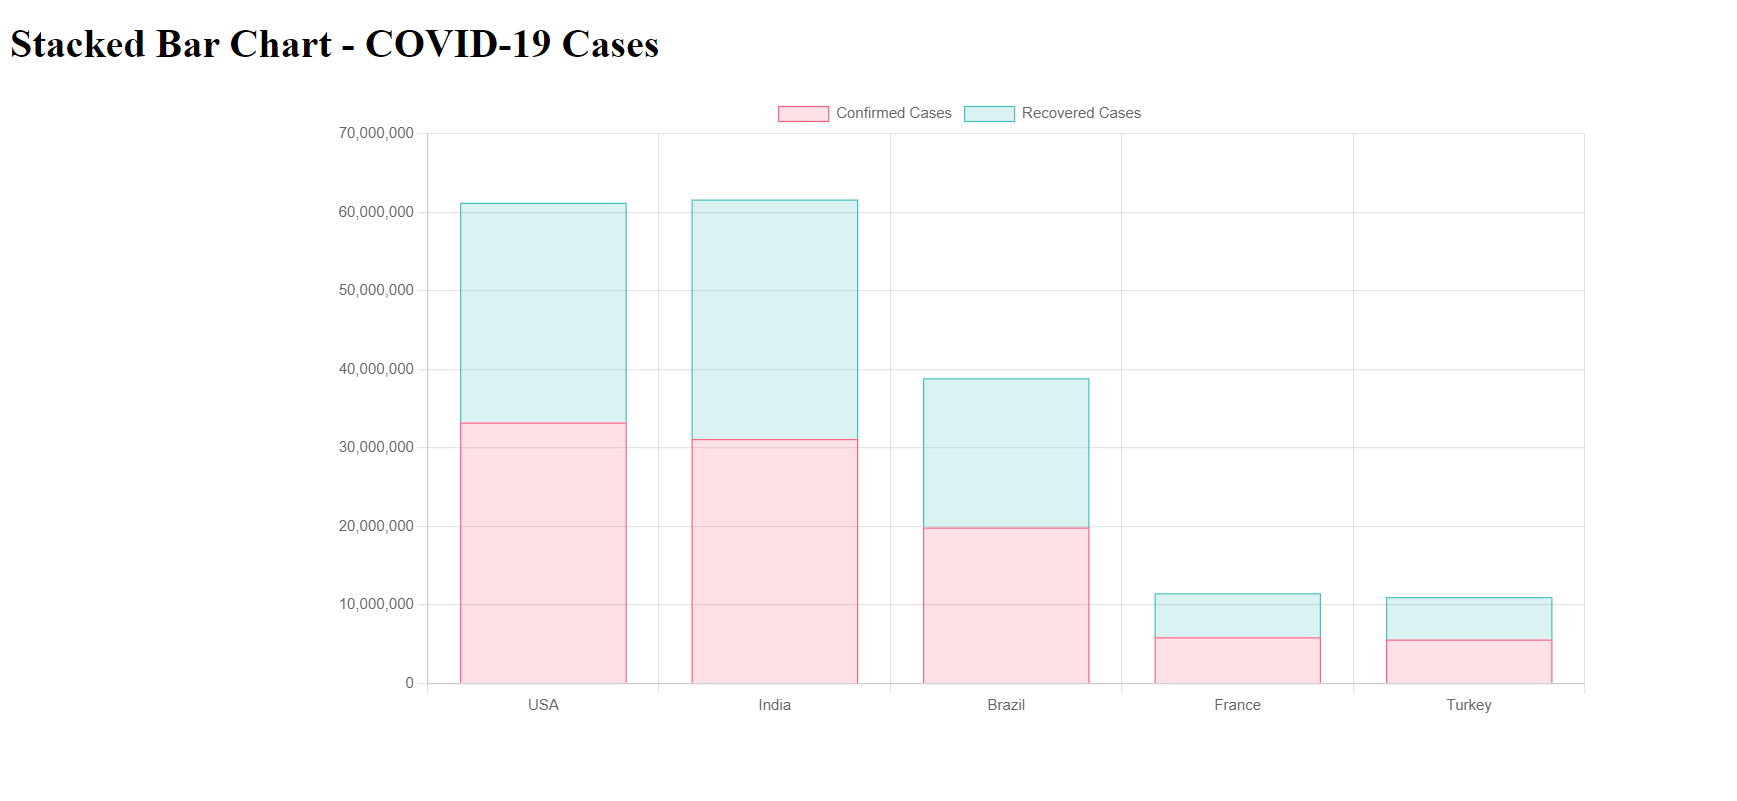 Stacked Bar Chart - COVID-19 Cases
Confirmed Cases Recovered Cases
70,000,000
60,000,000
50,000,000
40,000,000
30,000,000
20,000,000
10,000,000
0
USA India Brazil France Turkey